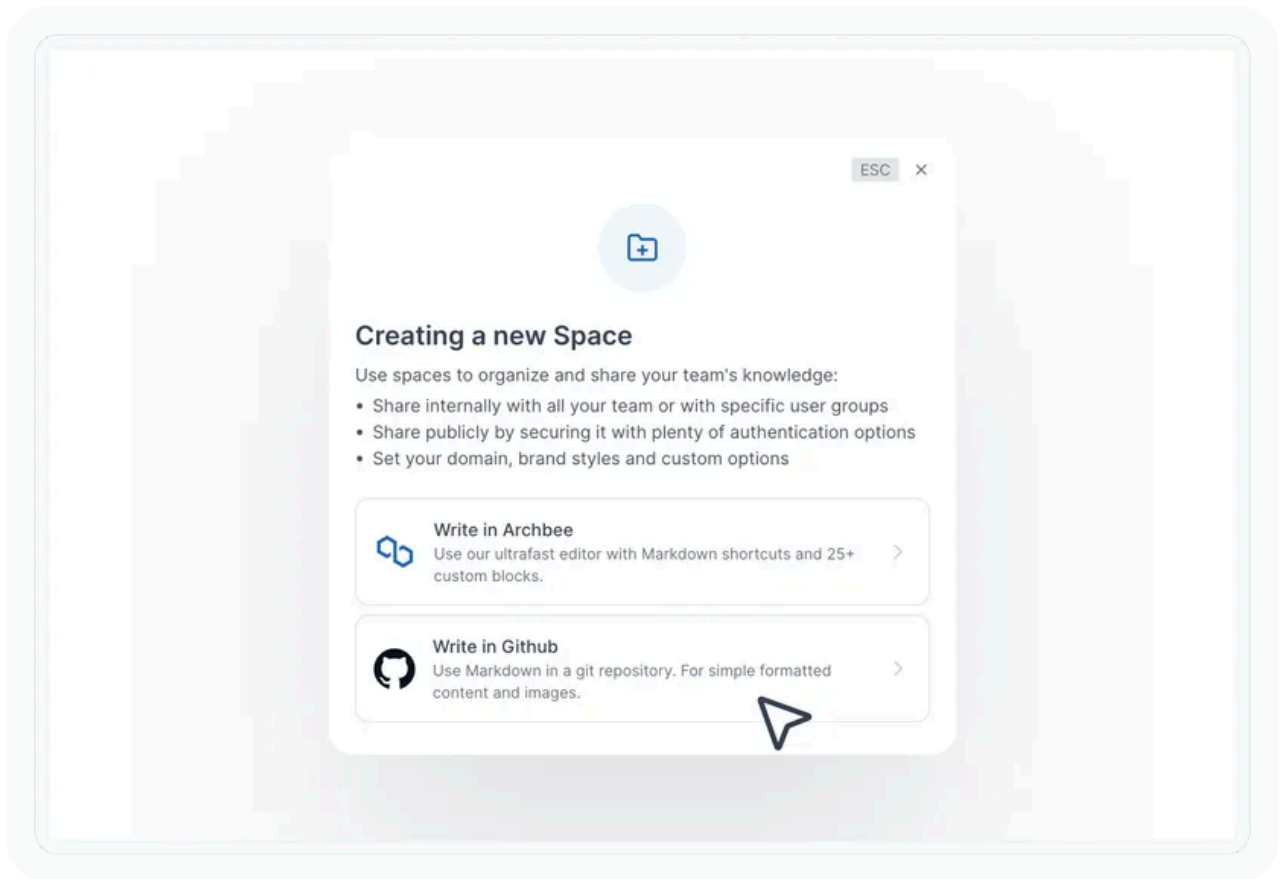 ESC
Creating a new Space
Use spaces to organize and share your team's knowledge:
• Share internally with all your team or with specific user groups
• Share publicly by securing it with plenty of authentication options
• Set your domain, brand styles and custom options
Write in Archbee
Use our ultrafast editor with Markdown shortcuts and 25+
custom blocks.
Write in Github
Use Markdown in a git repository. For simple formatted
content and images.